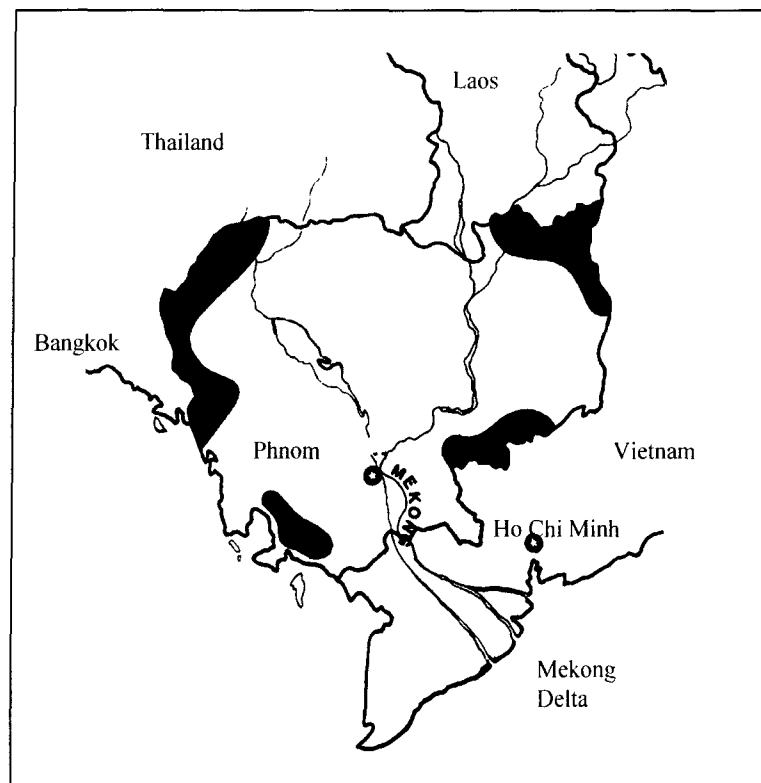 Laos
Thailand
Bangkok
Phnom
Vietnam
MEKONG
Ho Chi Minh
Mekong
Delta